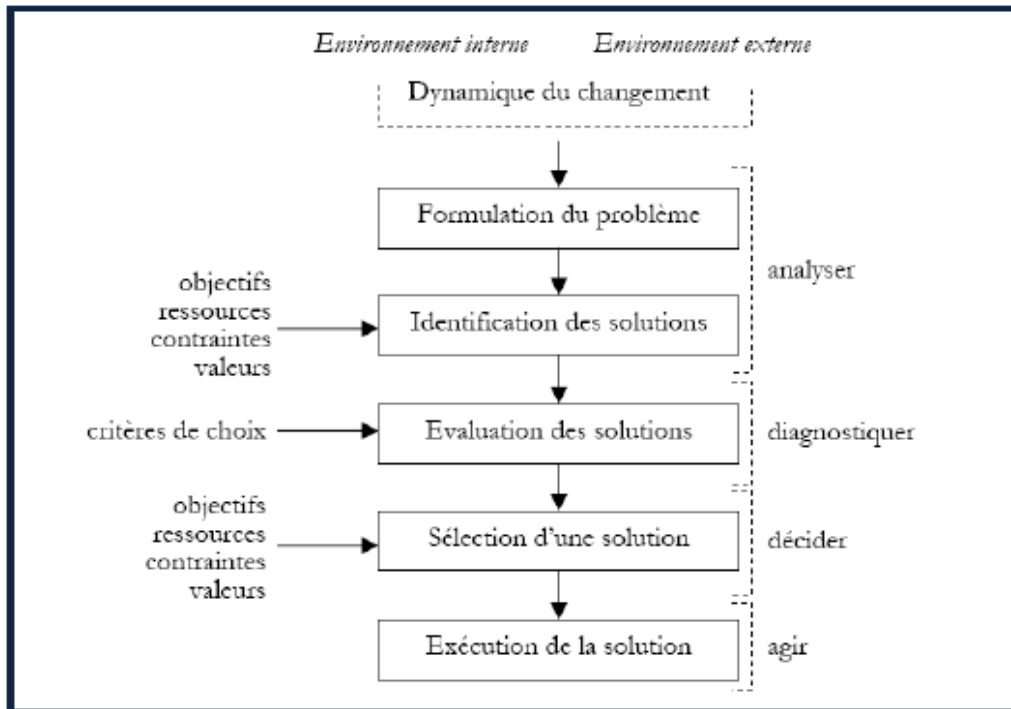 Environnement interne Environnement externe
Dynamique du changement
Formulation du problème
analyser
objectifs
ressources
contraintes
valeurs
Identification des solutions
critères de choix
Evaluation des solutions
diagnostiquer
objectifs
ressources
contraintes
valeurs
Sélection d'une solution
décider
Exécution de la solution
agir